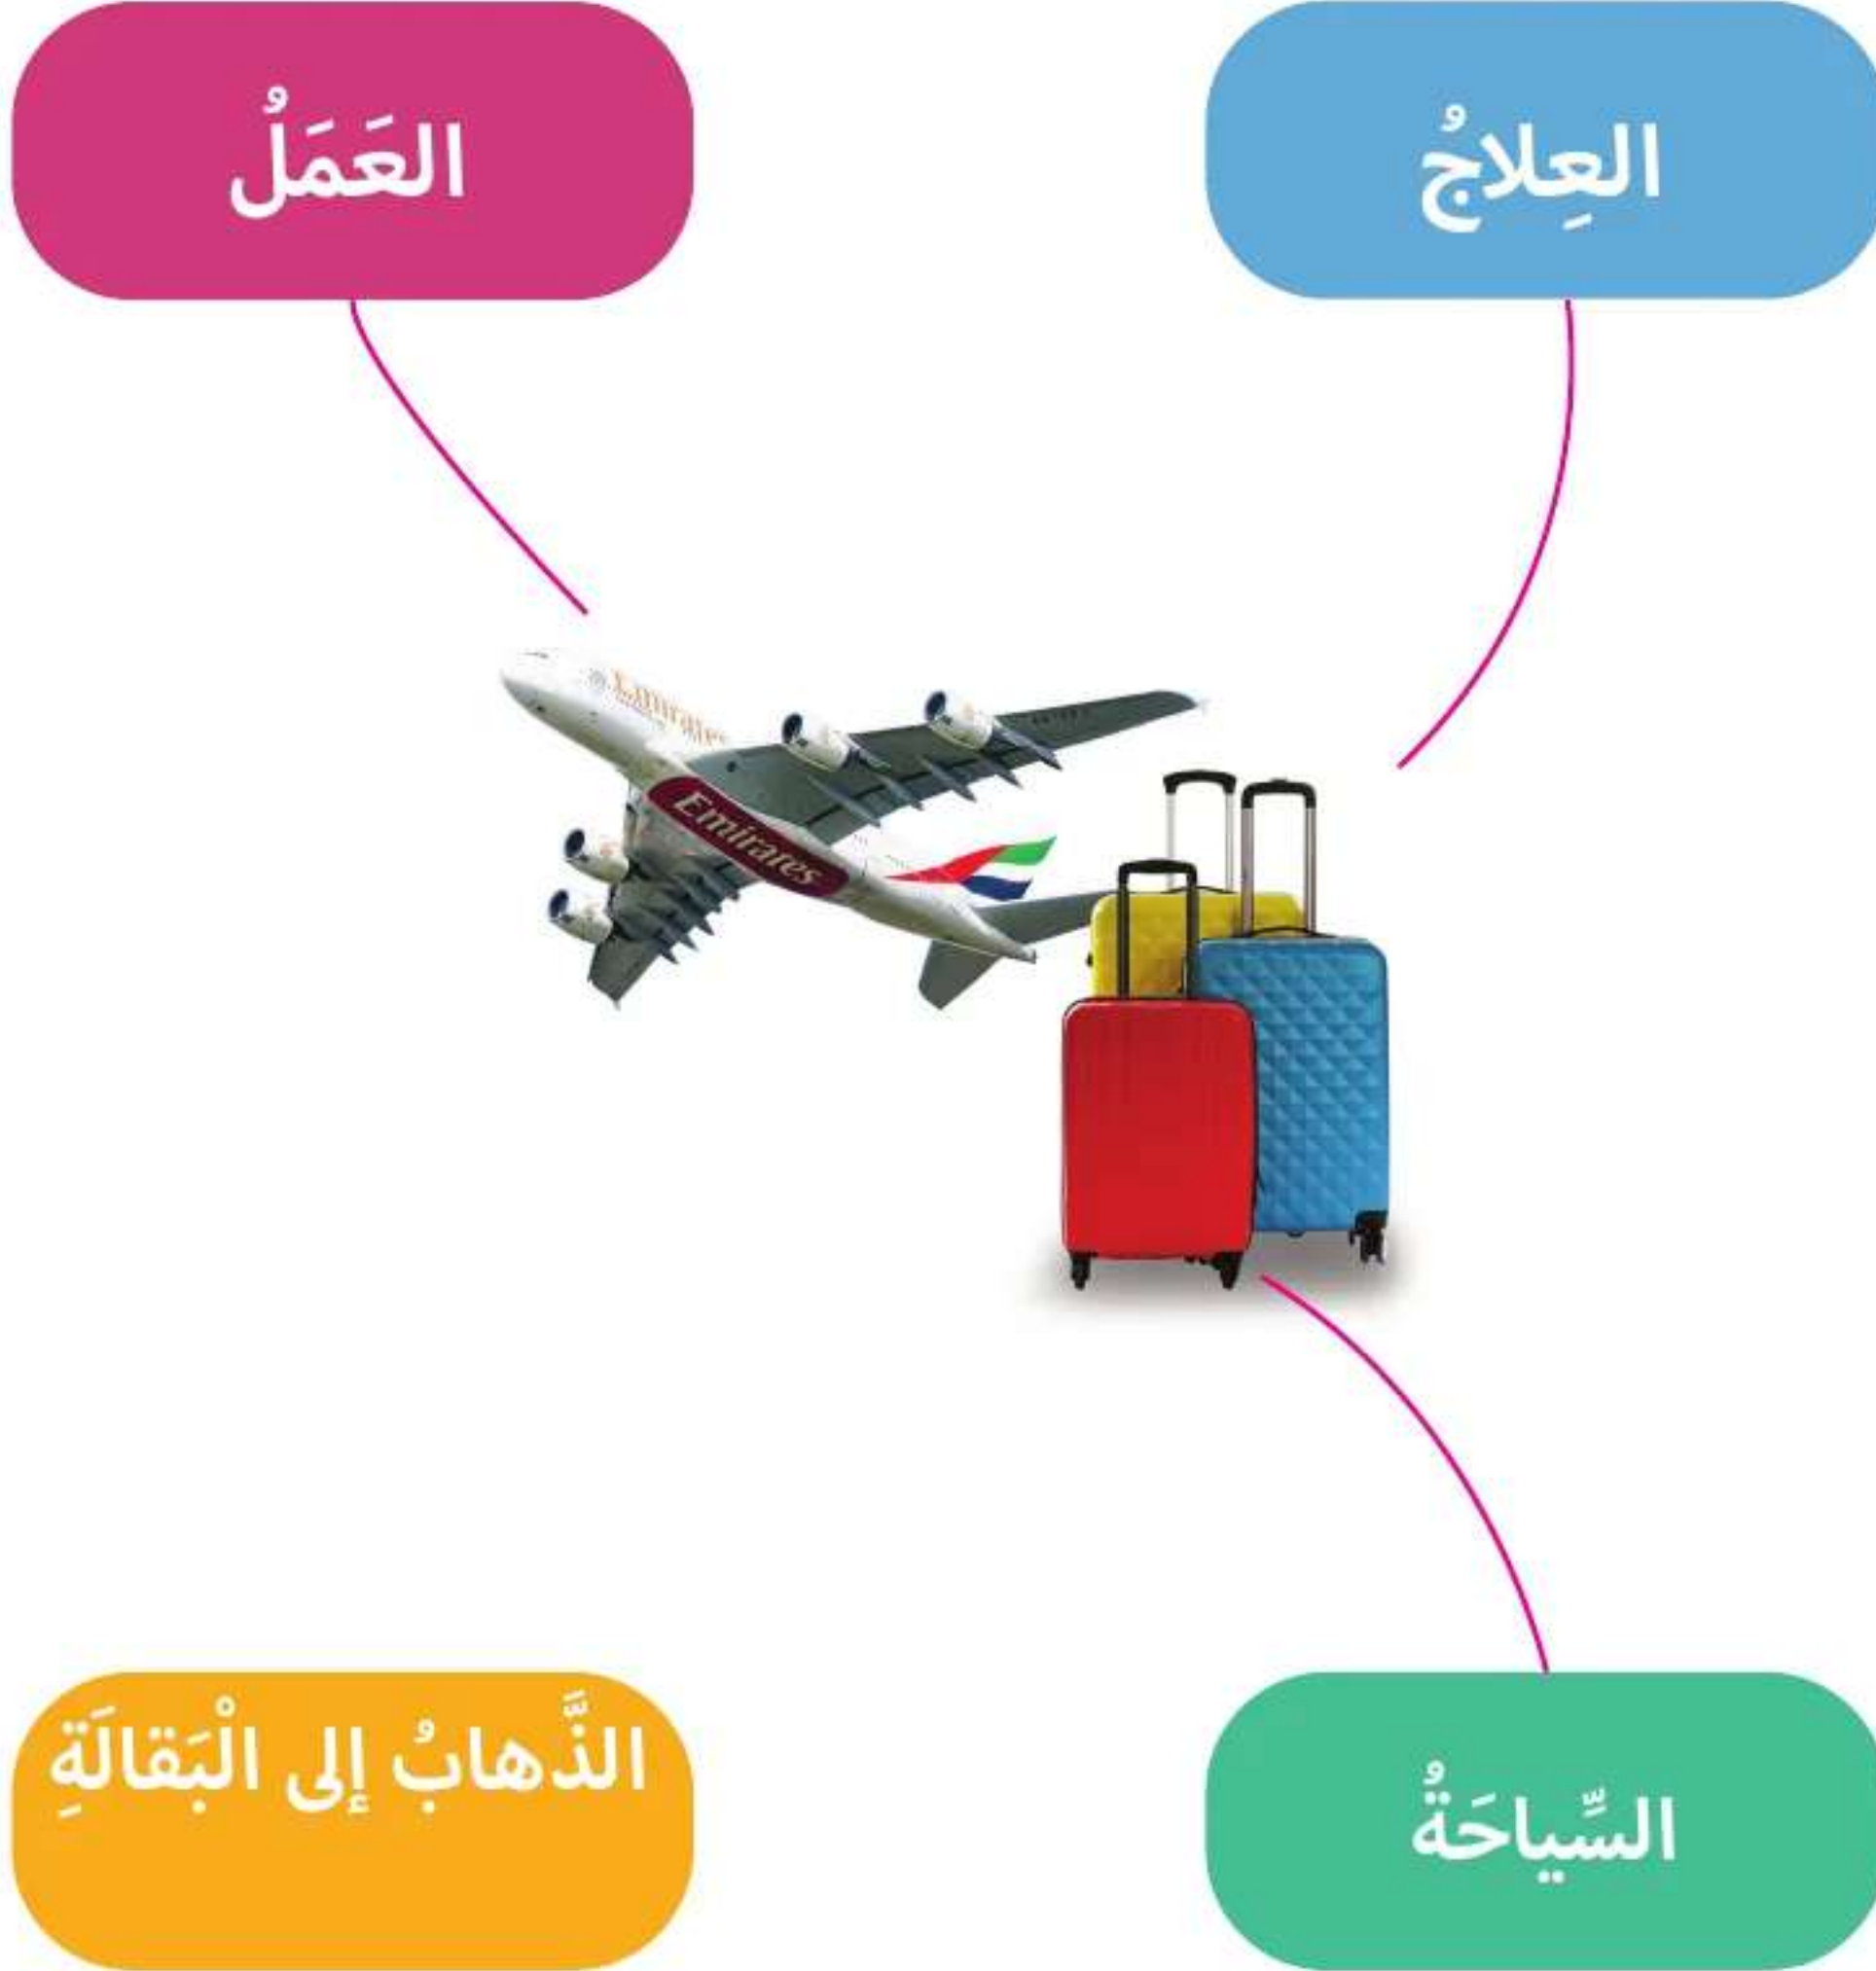 العِلاجُ
العَمَلُ
Emirates
Emirates
السِّياحَةُ
الذَّهابُ إلى الْبَقالَةِ